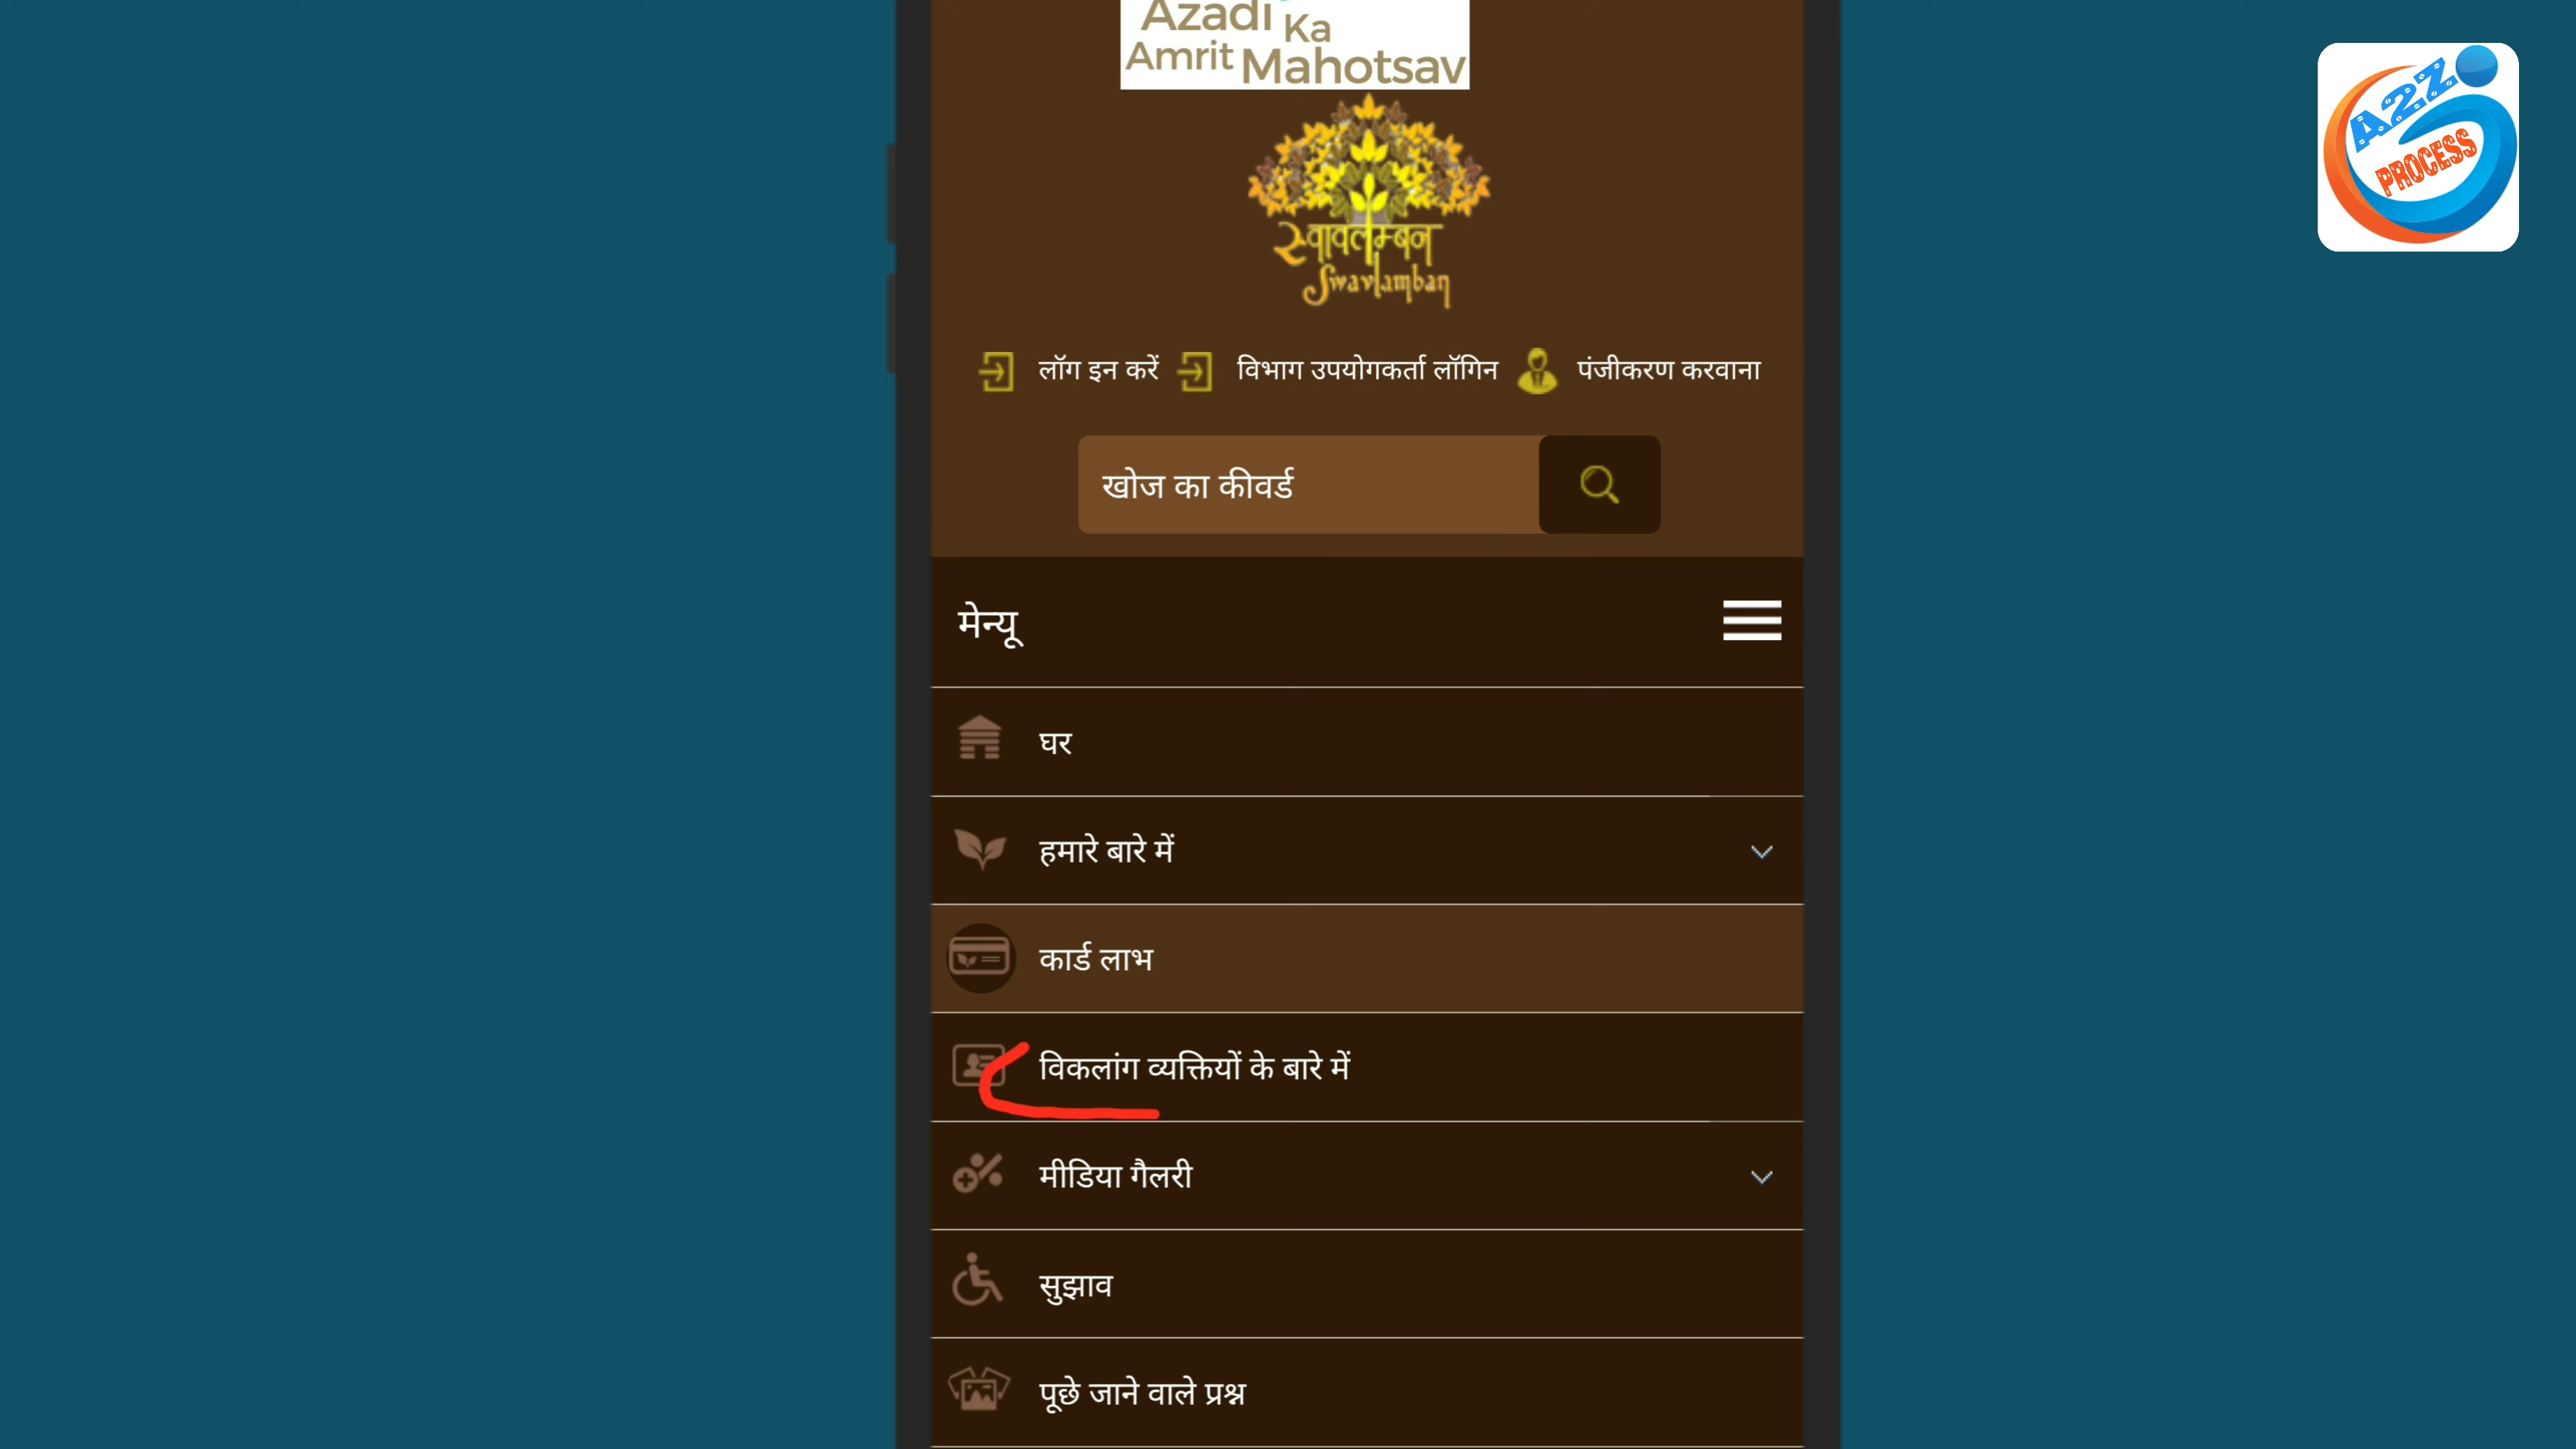 Azadi Ka
Amrit Mahotsav
स्वावलम्बन
Swavlamban
लॉग इन करें विभाग उपयोगकर्ता लॉगिन पंजीकरण करवाना
खोज का कीवर्ड
मेन्यू
घर
हमारे बारे में
कार्ड लाभ
विकलांग व्यक्तियों के बारे में
मीडिया गैलरी
सुझाव
पूछे जाने वाले प्रश्न
A2Z
PROCESS